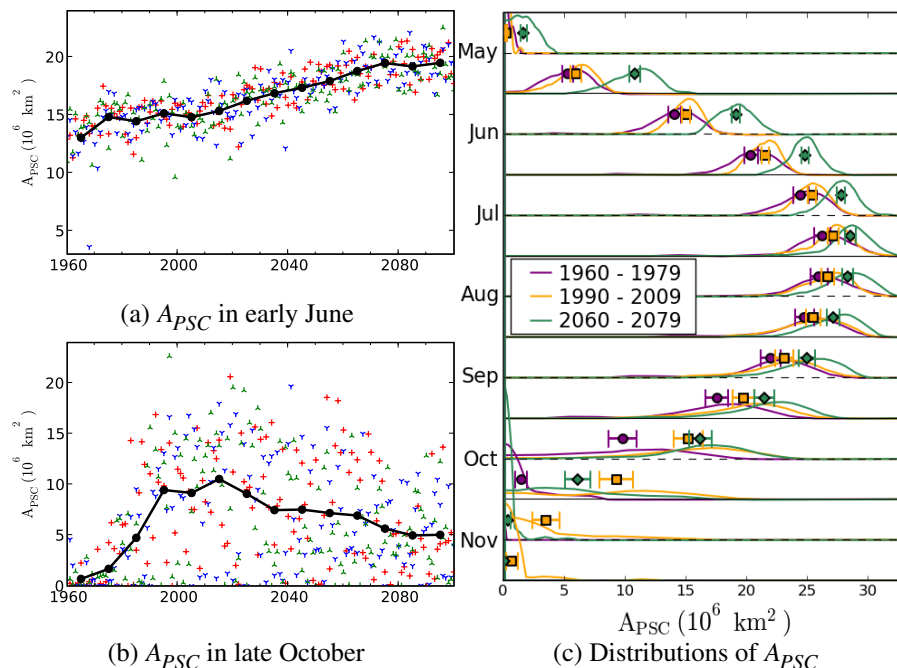 20
15
10
5
A_PSC (10^6 km^2)
1960 2000 2040 2080
(a) A_PSC in early June
20
15
10
5
0
A_PSC (10^6 km^2)
1960 2000 2040 2080
(b) A_PSC in late October
May
Jun
Jul
Aug
Sep
Oct
Nov
1960 - 1979
1990 - 2009
2060 - 2079
0 5 10 15 20 25 30
A_PSC (10^6 km^2)
(c) Distributions of A_PSC